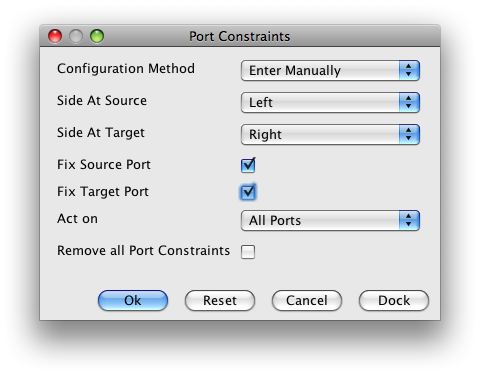 Port Constraints
Configuration Method Enter Manually
Side At Source Left
Side At Target Right
Fix Source Port
Fix Target Port
Act on All Ports
Remove all Port Constraints
Ok Reset Cancel Dock